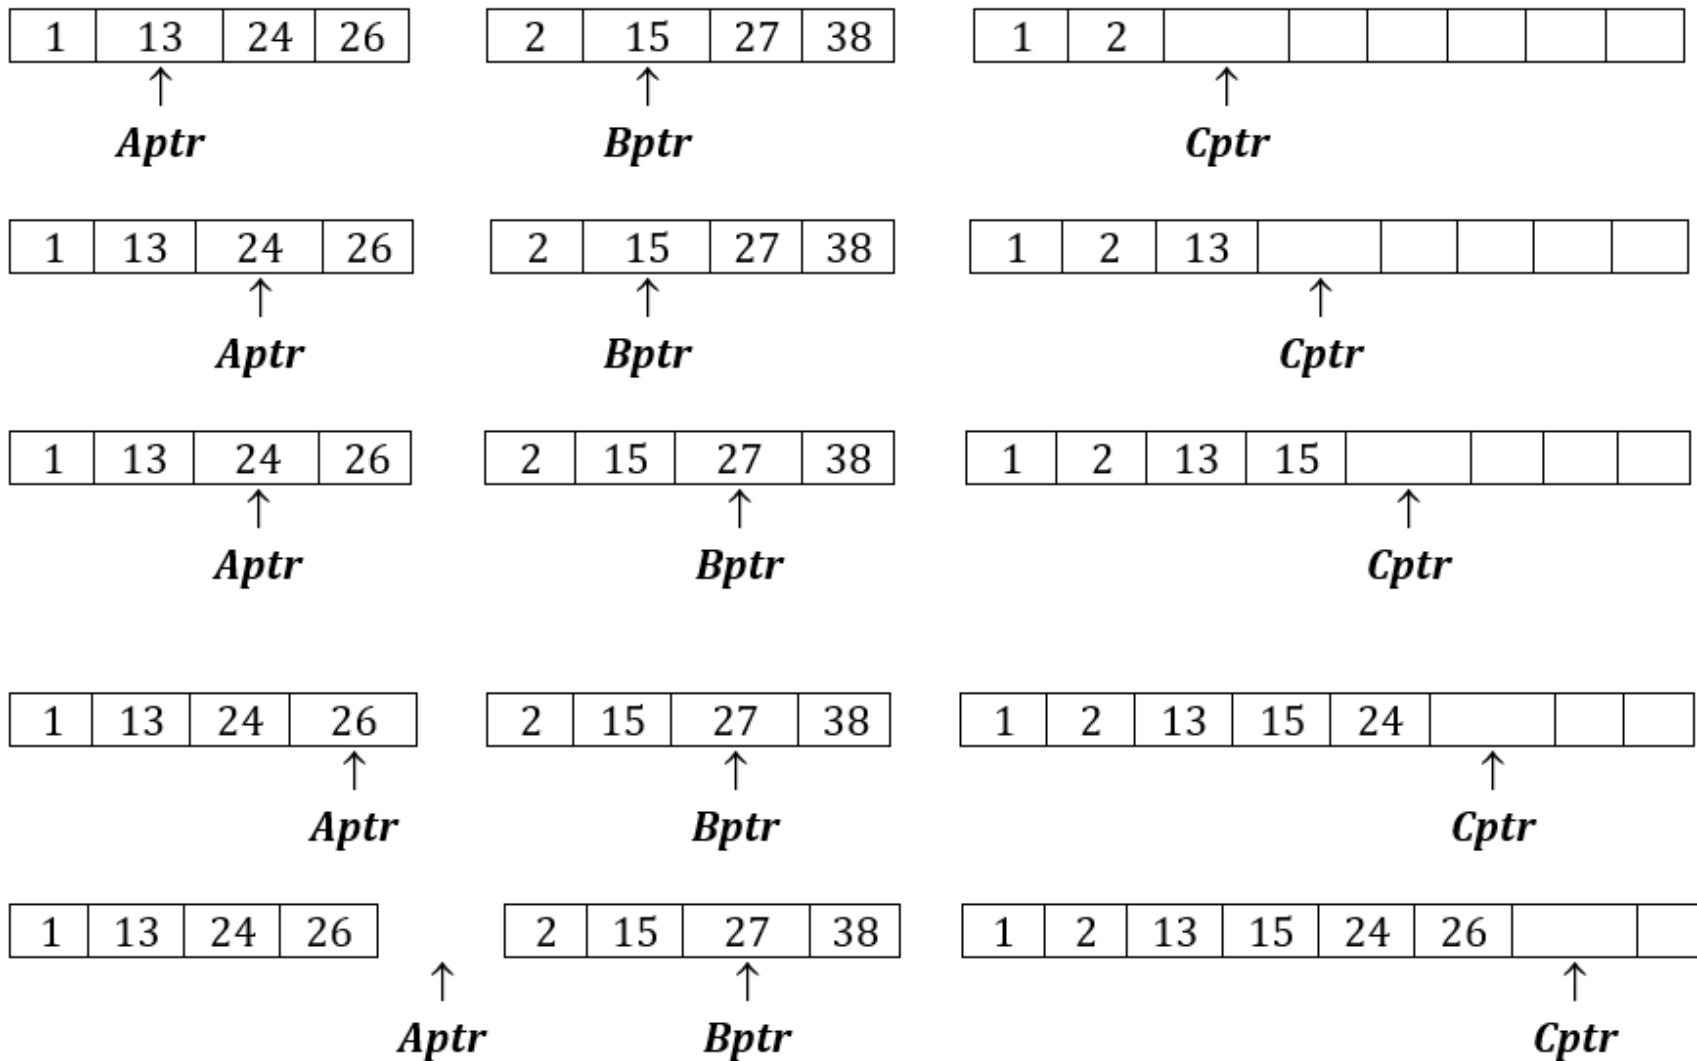 1 13 24 26 2 15 27 38 1 2
Aptr Bptr Cptr
1 13 24 26 2 15 27 38 1 2 13
Aptr Bptr Cptr
1 13 24 26 2 15 27 38 1 2 13 15
Aptr Bptr Cptr
1 13 24 26 2 15 27 38 1 2 13 15 24
Aptr Bptr Cptr
1 13 24 26 2 15 27 38 1 2 13 15 24 26
Aptr Bptr Cptr